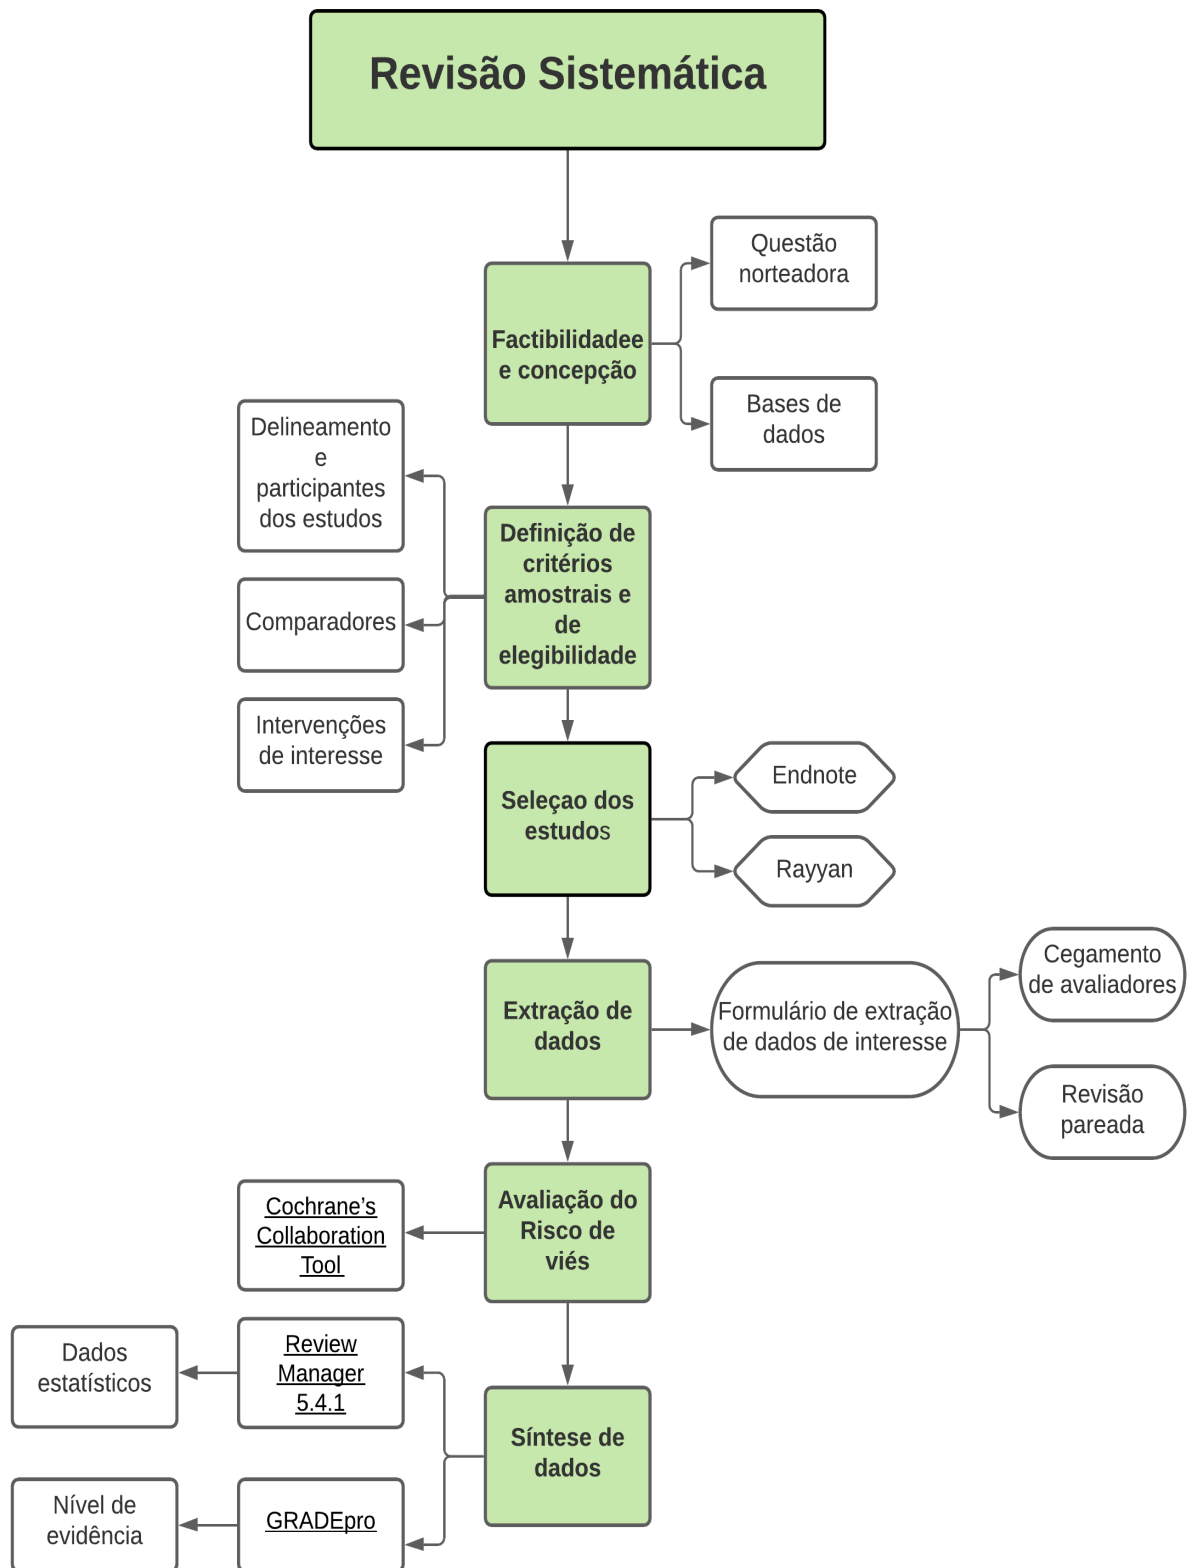 Revisão Sistemática
Questão
norteadora
Factibilidadee
e concepção
Bases de
dados
Delineamento
e
participantes
dos estudos
Definição de
critérios
amostrais e
de
elegibilidade
Comparadores
Intervenções
de interesse
Seleçao dos
estudos
Endnote
Rayyan
Extração de
dados
Formulário de extração
de dados de interesse
Cegamento
de avaliadores
Revisão
pareada
Avaliação do
Risco de
viés
Cochrane’s
Collaboration
Tool
Síntese de
dados
Review
Manager
5.4.1
Dados
estatísticos
GRADEpro
Nível de
evidência